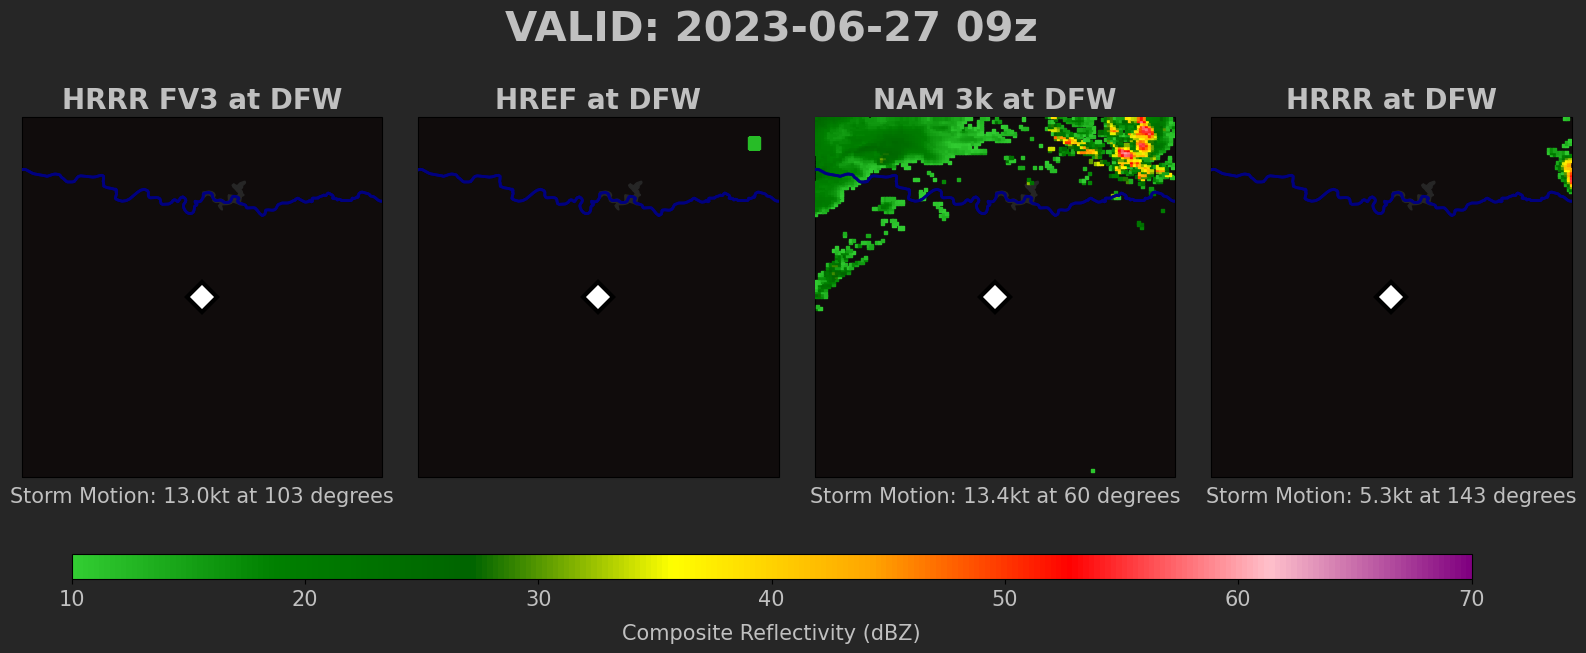 VALID: 2023-06-27 09z
HRRR FV3 at DFW
HREF at DFW
NAM 3k at DFW
HRRR at DFW
Storm Motion: 13.0kt at 103 degrees
Storm Motion: 13.4kt at 60 degrees
Storm Motion: 5.3kt at 143 degrees
10 20 30 40 50 60 70
Composite Reflectivity (dBZ)